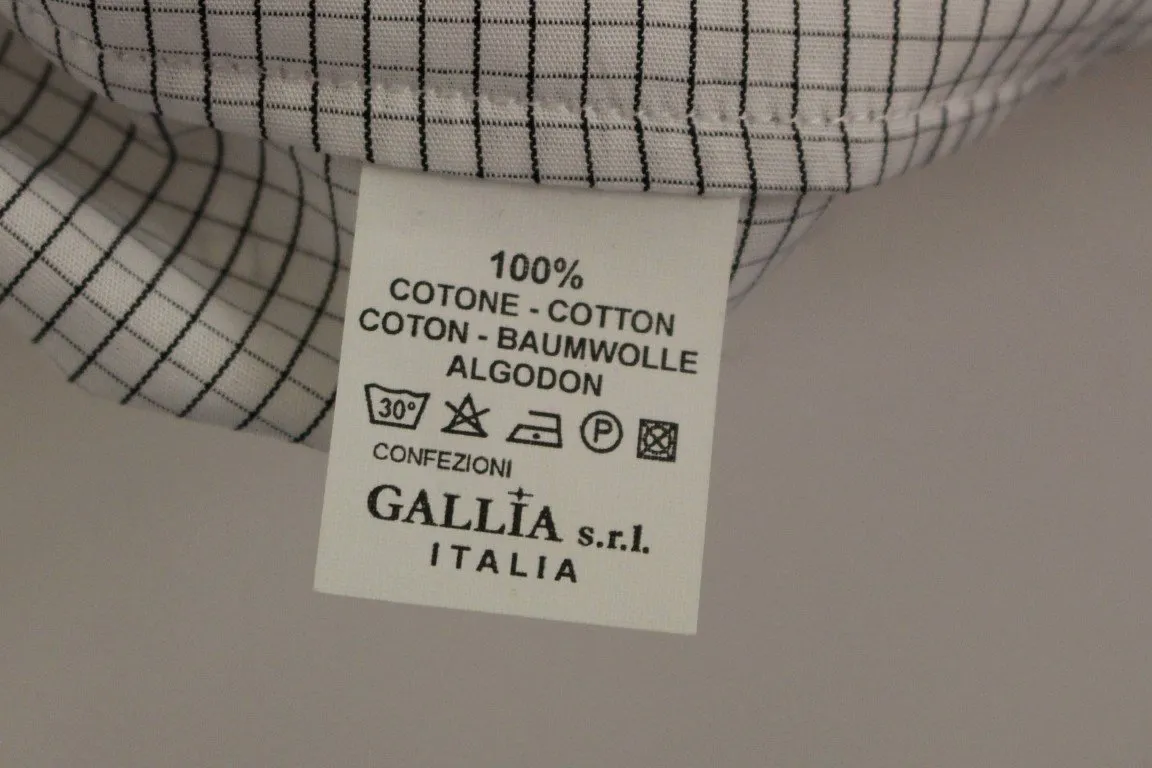 100%
COTONE - COTTON
COTON - BAUMWOLLE
ALGODON
30° P
CONFEZIONI
GALLIA s.r.l.
ITALIA